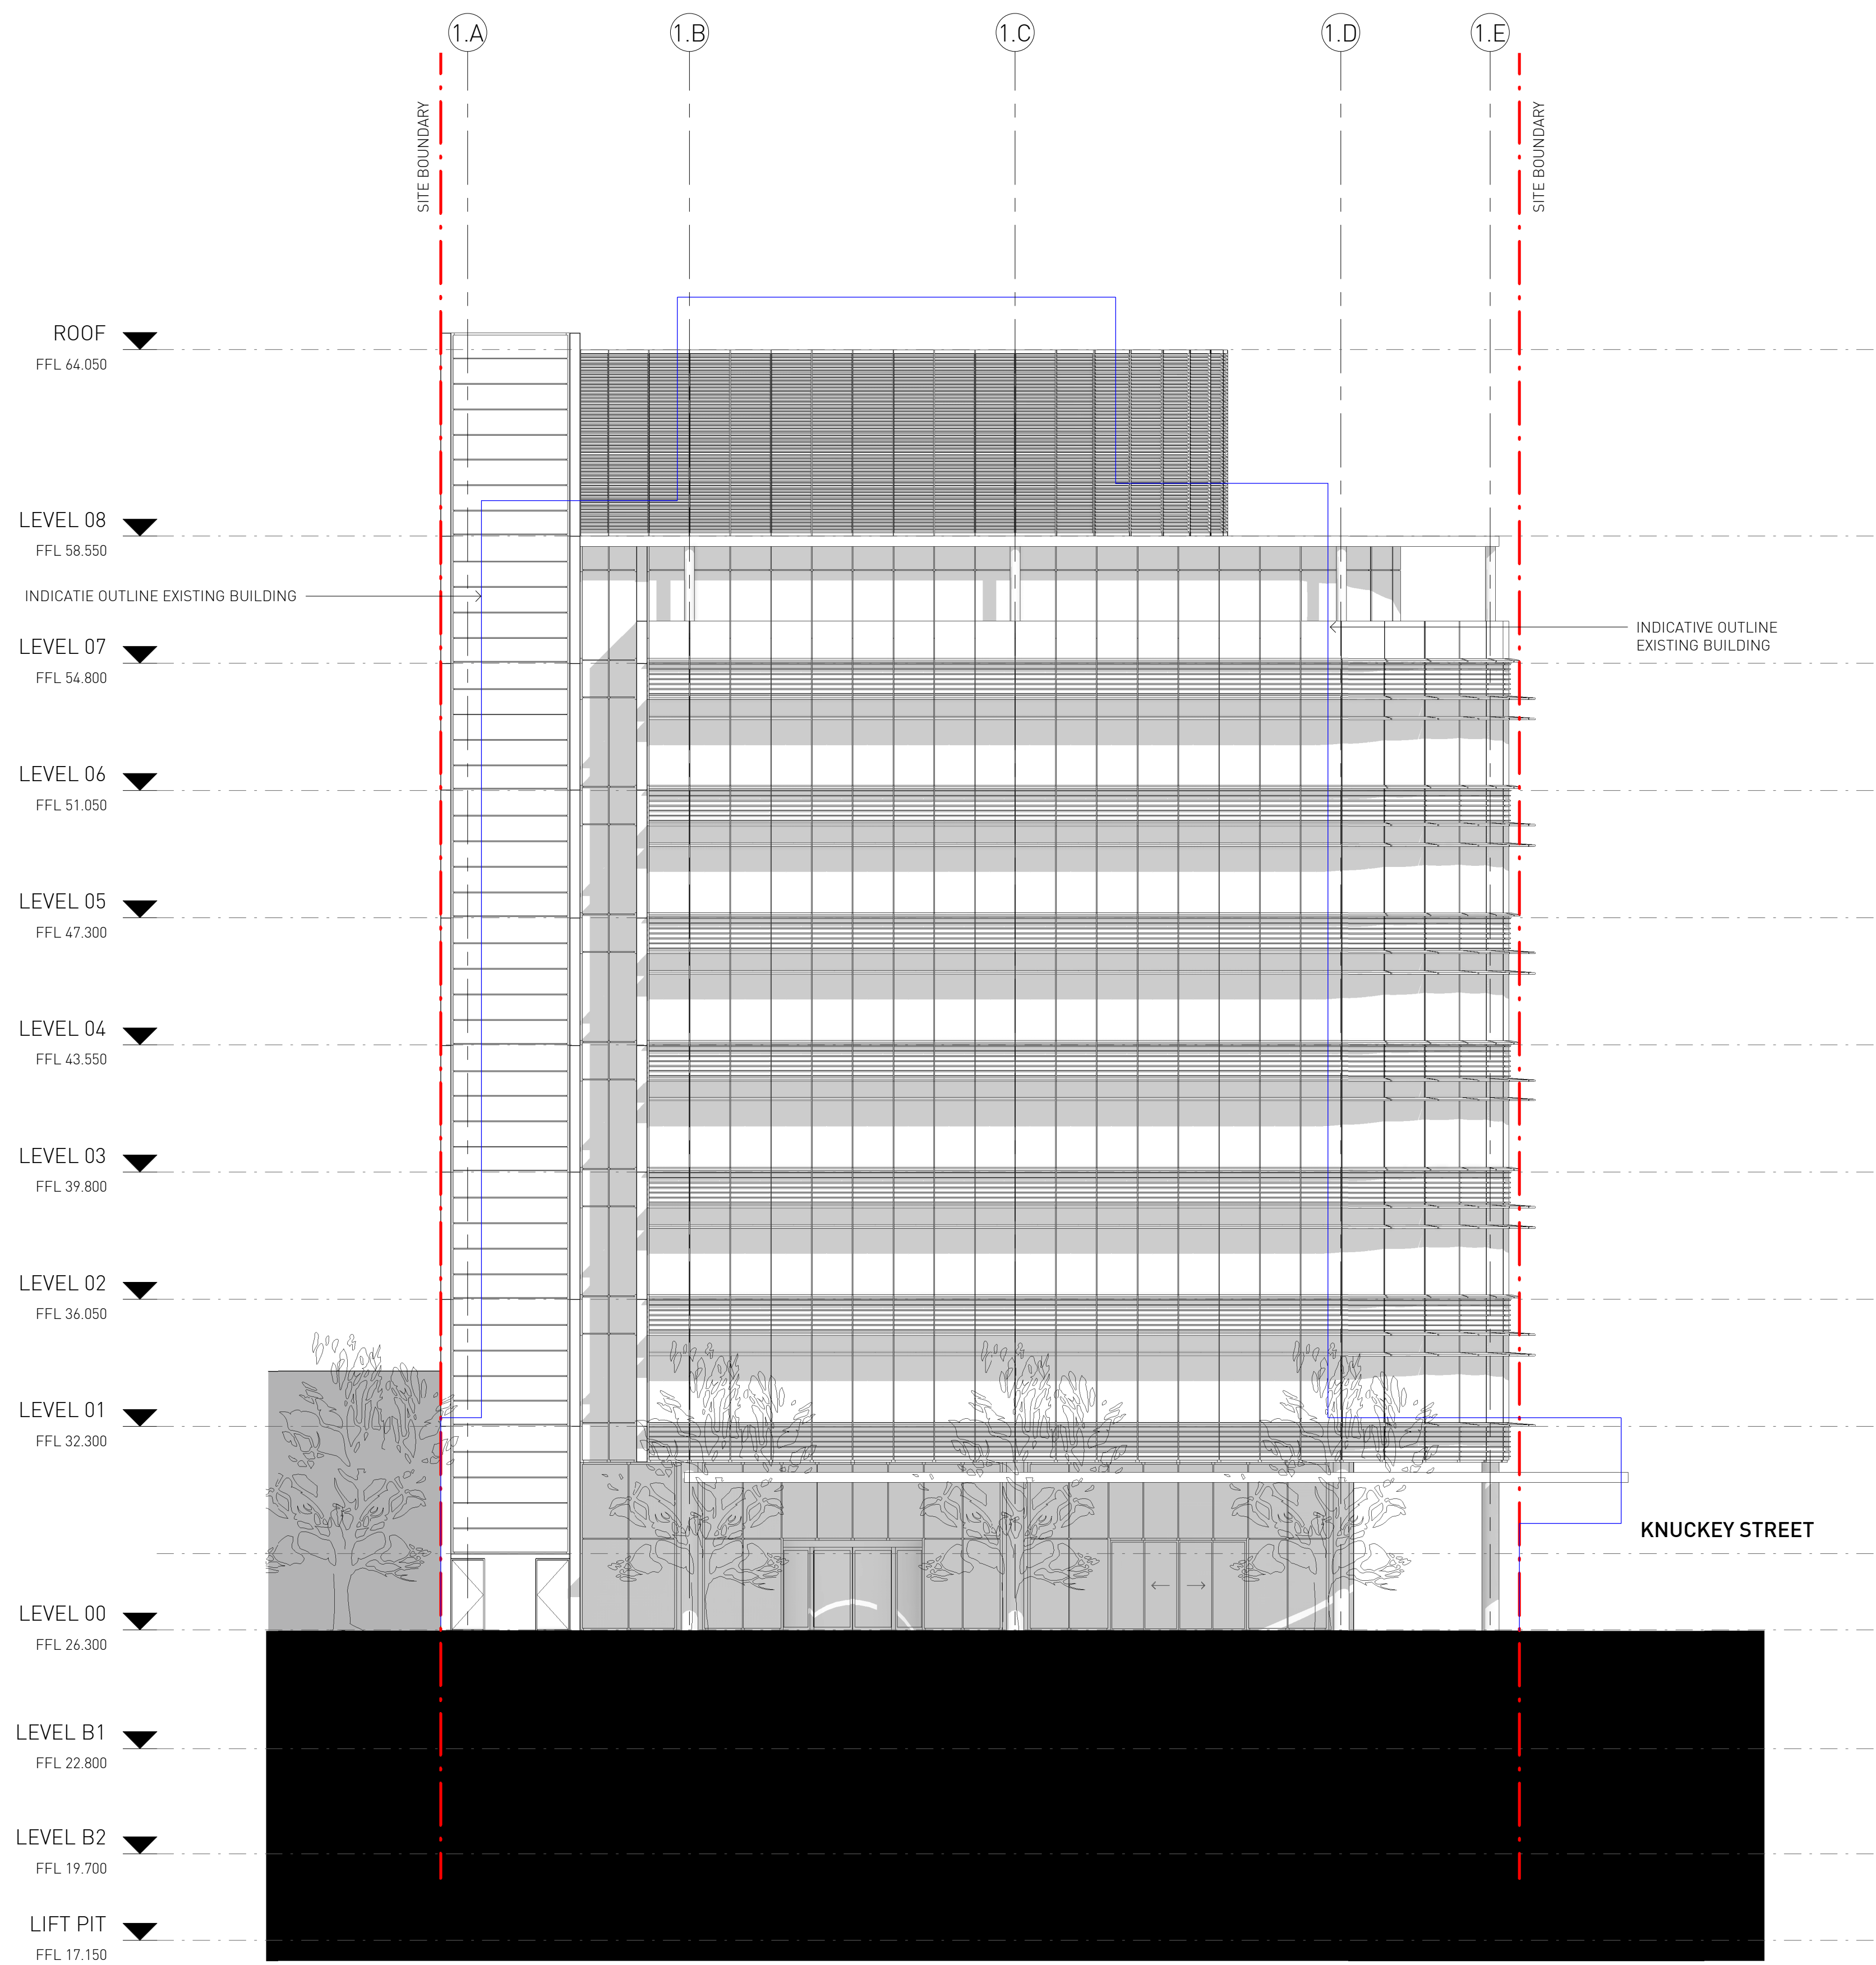 1.A
1.B
1.C
1.D
1.E
SITE BOUNDARY
SITE BOUNDARY
ROOF
FFL 64.050
LEVEL 08
FFL 58.550
INDICATIE OUTLINE EXISTING BUILDING
INDICATIVE OUTLINE
EXISTING BUILDING
LEVEL 07
FFL 54.800
LEVEL 06
FFL 51.050
LEVEL 05
FFL 47.300
LEVEL 04
FFL 43.550
LEVEL 03
FFL 39.800
LEVEL 02
FFL 36.050
LEVEL 01
FFL 32.300
KNUCKEY STREET
LEVEL 00
FFL 26.300
LEVEL B1
FFL 22.800
LEVEL B2
FFL 19.700
LIFT PIT
FFL 17.150